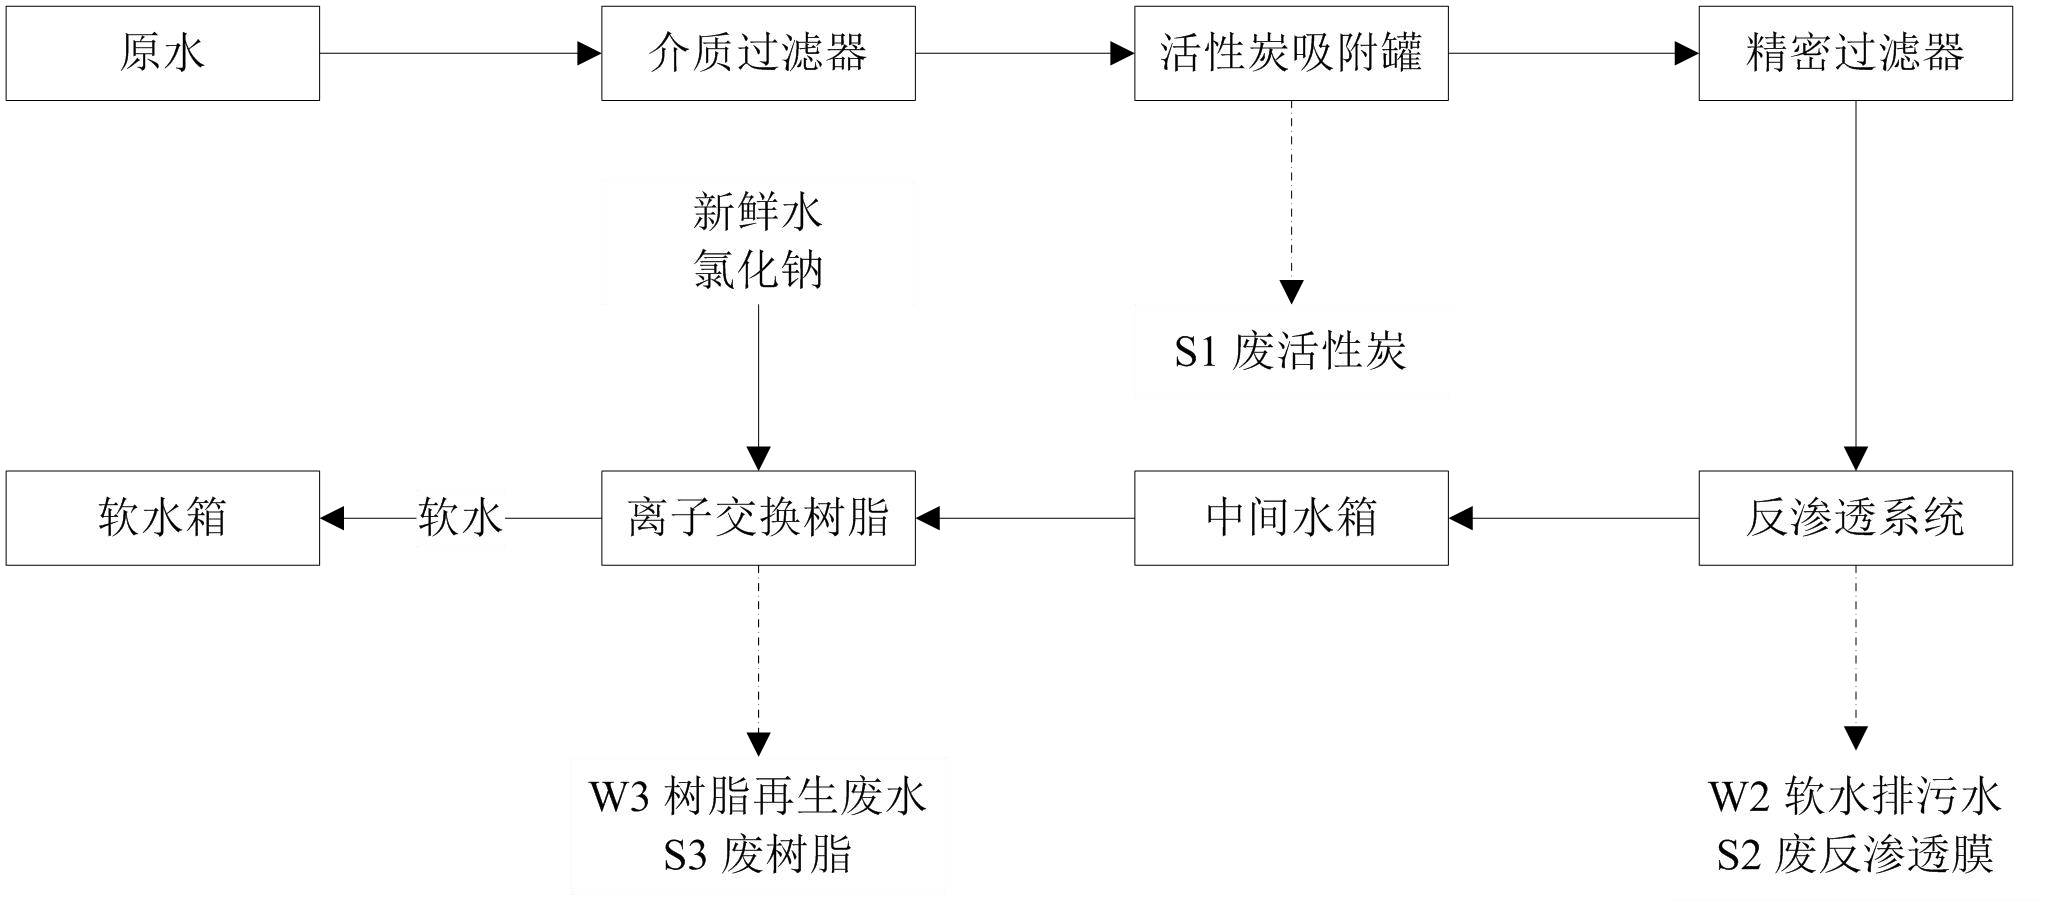 原水
介质过滤器
活性炭吸附罐
精密过滤器
新鲜水
氯化钠
S1 废活性炭
软水箱
软水
离子交换树脂
中间水箱
反渗透系统
W3 树脂再生废水
S3 废树脂
W2 软水排污水
S2 废反渗透膜